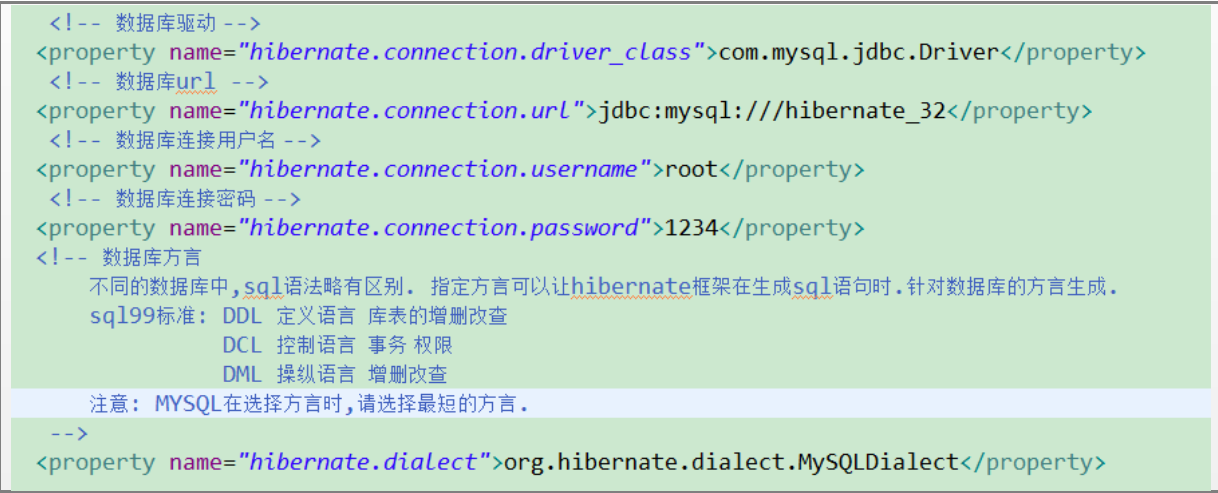 <!-- 数据库驱动 -->
<property name="hibernate.connection.driver_class">com.mysql.jdbc.Driver</property>
<!-- 数据库url -->
<property name="hibernate.connection.url">jdbc:mysql:///hibernate_32</property>
<!-- 数据库连接用户名 -->
<property name="hibernate.connection.username">root</property>
<!-- 数据库连接密码 -->
<property name="hibernate.connection.password">1234</property>
<!-- 数据库方言
不同的数据库中,sql语法略有区别. 指定方言可以让hibernate框架在生成sql语句时.针对数据库的方言生成.
sql99标准: DDL 定义语言 库表的增删改查
DCL 控制语言 事务 权限
DML 操纵语言 增删改查
注意: MYSQL在选择方言时,请选择最短的方言.
-->
<property name="hibernate.dialect">org.hibernate.dialect.MySQLDialect</property>